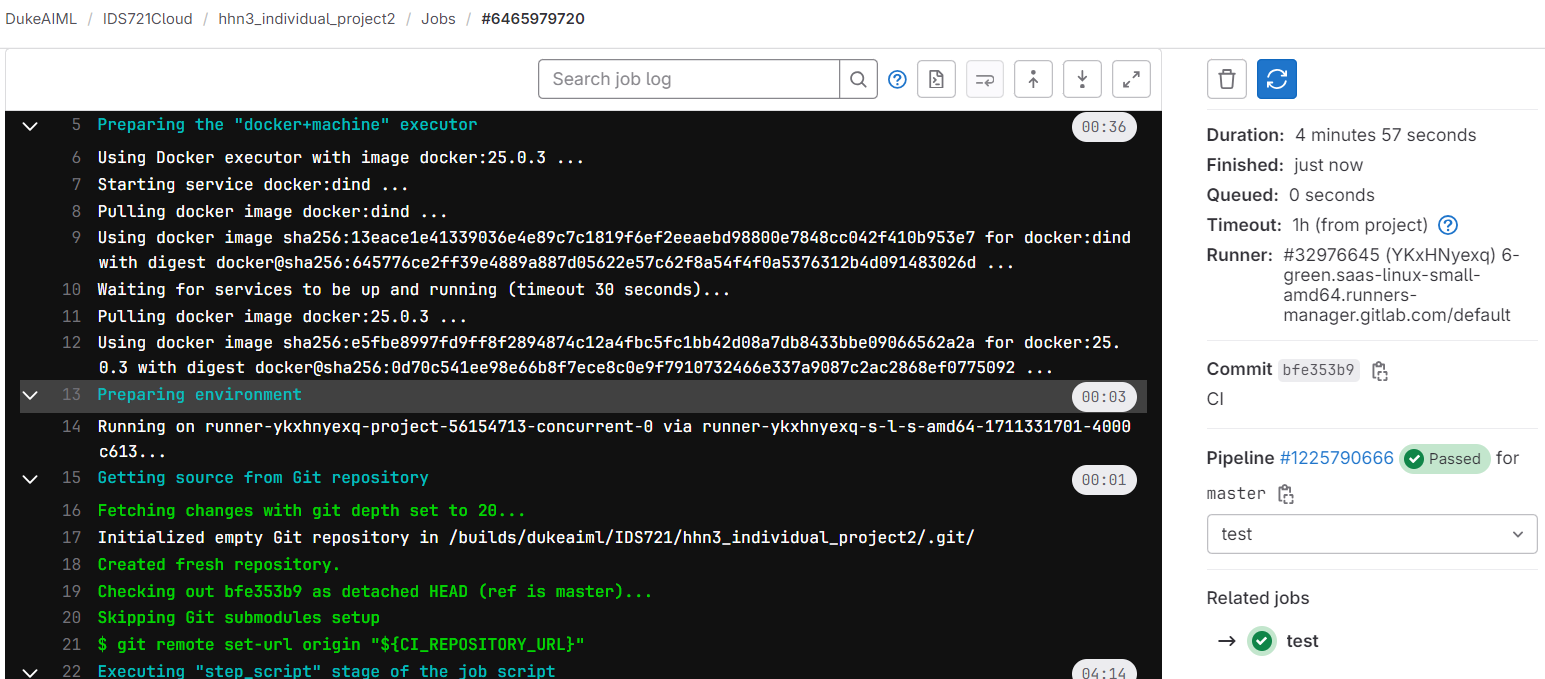 DukeAIML / IDS721Cloud / hhn3_individual_project2 / Jobs / #6465979720
Search job log
5 Preparing the "docker+machine" executor 00:36
6 Using Docker executor with image docker:25.0.3 ...
7 Starting service docker:dind ...
8 Pulling docker image docker:dind ...
9 Using docker image sha256:13eace1e41339036e4e89c7c1819f6ef2eeaebd98800e7848cc042f410b953e7 for docker:dind
with digest docker@sha256:645776ce2ff39e4889a887d05622e57c62f8a54f4f0a5376312b4d091483026d ...
10 Waiting for services to be up and running (timeout 30 seconds)...
11 Pulling docker image docker:25.0.3 ...
12 Using docker image sha256:e5fbe8997fd9ff8f2894874c12a4fbc5fc1bb42d08a7db8433bbe09066562a2a for docker:25.
0.3 with digest docker@sha256:0d70c541ee98e66b8f7ece8c0e9f7910732466e337a9087c2ac2868ef0775092 ...
13 Preparing environment 00:03
14 Running on runner-ykxhnyexq-project-56154713-concurrent-0 via runner-ykxhnyexq-s-l-s-amd64-1711331701-4000
c613...
15 Getting source from Git repository 00:01
16 Fetching changes with git depth set to 20...
17 Initialized empty Git repository in /builds/dukeaiml/IDS721/hhn3_individual_project2/.git/
18 Created fresh repository.
19 Checking out bfe353b9 as detached HEAD (ref is master)...
20 Skipping Git submodules setup
21 $ git remote set-url origin "${CI_REPOSITORY_URL}"
22 Executing "step_script" stage of the job script 04:14
Duration: 4 minutes 57 seconds
Finished: just now
Queued: 0 seconds
Timeout: 1h (from project)
Runner: #32976645 (YKxHNyexq) 6-
green.saas-linux-small-
amd64.runners-
manager.gitlab.com/default
Commit bfe353b9
CI
Pipeline #1225790666 Passed for
master
test
Related jobs
→ test